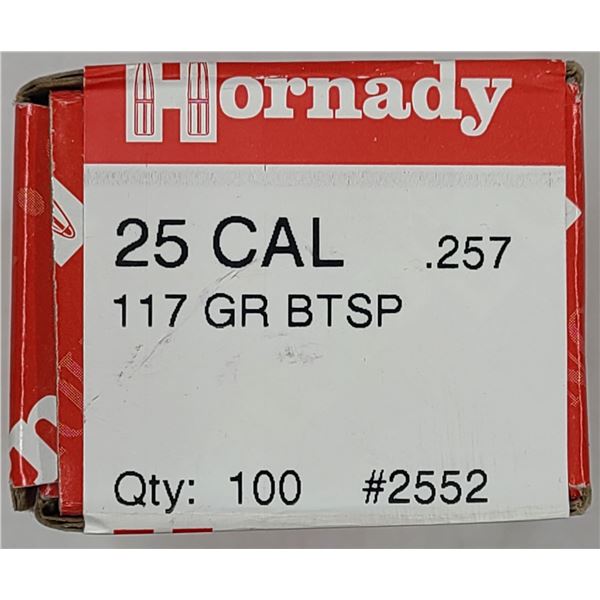 Hornady
25 CAL .257
117 GR BTSP
Qty: 100 #2552